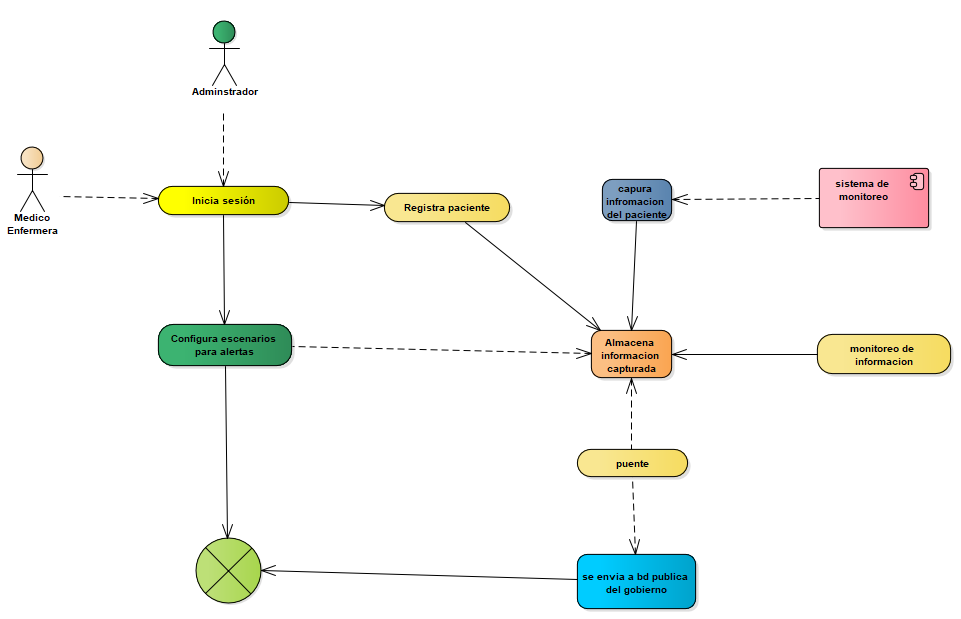 Adminstrador
Medico
Enfermera
Inicia sesión
Registra paciente
capura
infromacion
del paciente
sistema de
monitoreo
Configura escenarios
para alertas
Almacena
informacion
capturada
monitoreo de
informacion
puente
se envia a bd publica
del gobierno